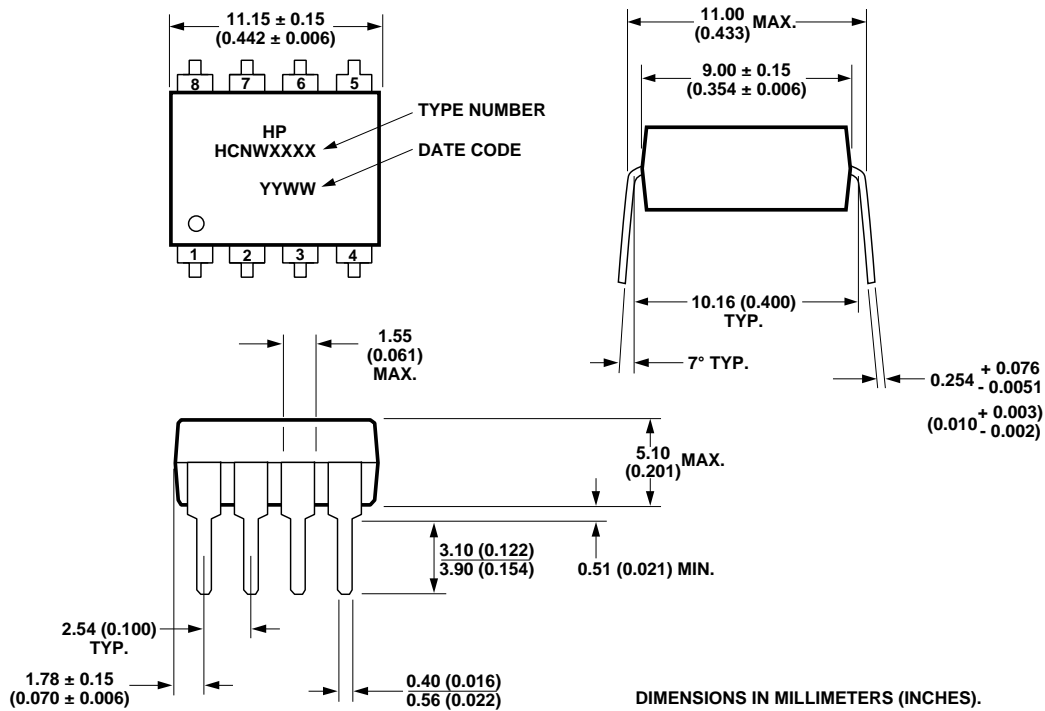 11.15 ± 0.15
(0.442 ± 0.006)
8 7 6 5
HP
HCNWXXXX
YYWW
TYPE NUMBER
DATE CODE
1 2 3 4
11.00
(0.433)
MAX.
9.00 ± 0.15
(0.354 ± 0.006)
10.16 (0.400)
TYP.
7° TYP.
0.254 + 0.076
- 0.0051
(0.010 + 0.003)
- 0.002)
1.55
(0.061)
MAX.
5.10
(0.201)
MAX.
3.10 (0.122)
3.90 (0.154)
0.51 (0.021) MIN.
2.54 (0.100)
TYP.
1.78 ± 0.15
(0.070 ± 0.006)
0.40 (0.016)
0.56 (0.022)
DIMENSIONS IN MILLIMETERS (INCHES).